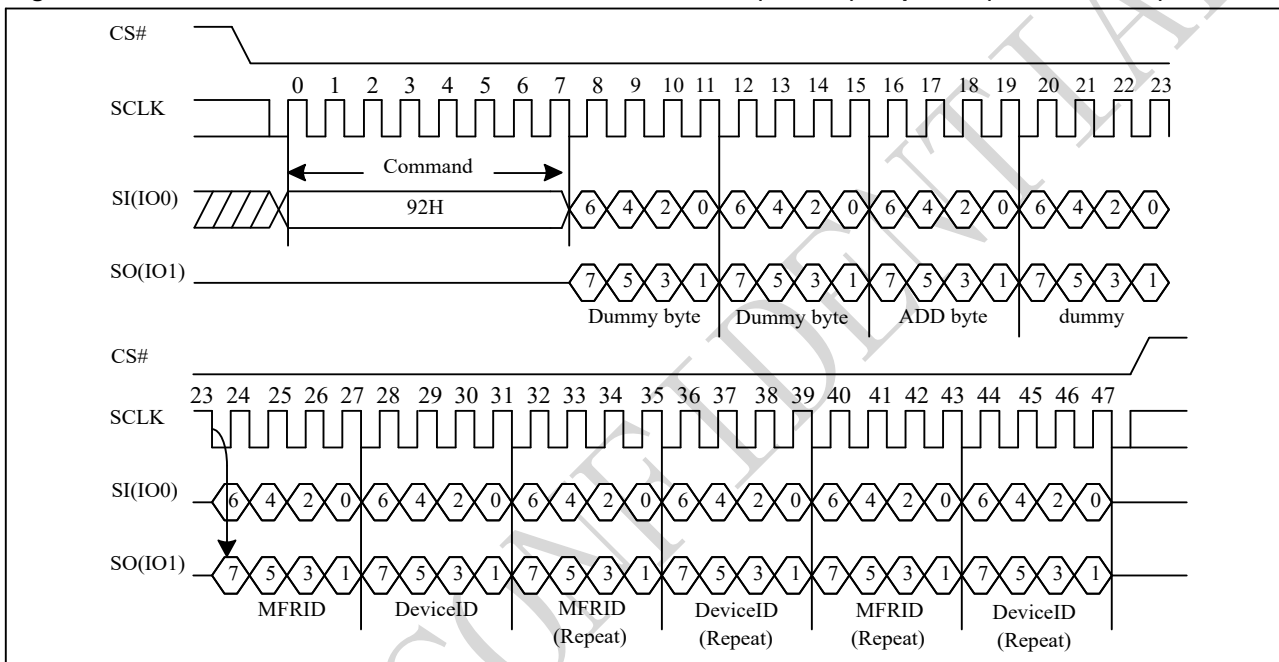 CS#
0 1 2 3 4 5 6 7 8 9 10 11 12 13 14 15 16 17 18 19 20 21 22 23
SCLK
Command
SI(IO0)
92H
6 4 2 0 6 4 2 0 6 4 2 0 6 4 2 0
SO(IO1)
7 5 3 1 7 5 3 1 7 5 3 1 7 5 3 1
Dummy byte Dummy byte ADD byte dummy
CS#
23 24 25 26 27 28 29 30 31 32 33 34 35 36 37 38 39 40 41 42 43 44 45 46 47
SCLK
SI(IO0)
6 4 2 0 6 4 2 0 6 4 2 0 6 4 2 0 6 4 2 0 6 4 2 0
SO(IO1)
7 5 3 1 7 5 3 1 7 5 3 1 7 5 3 1 7 5 3 1 7 5 3 1
MFRID DeviceID MFRID DeviceID MFRID DeviceID
(Repeat) (Repeat) (Repeat) (Repeat)